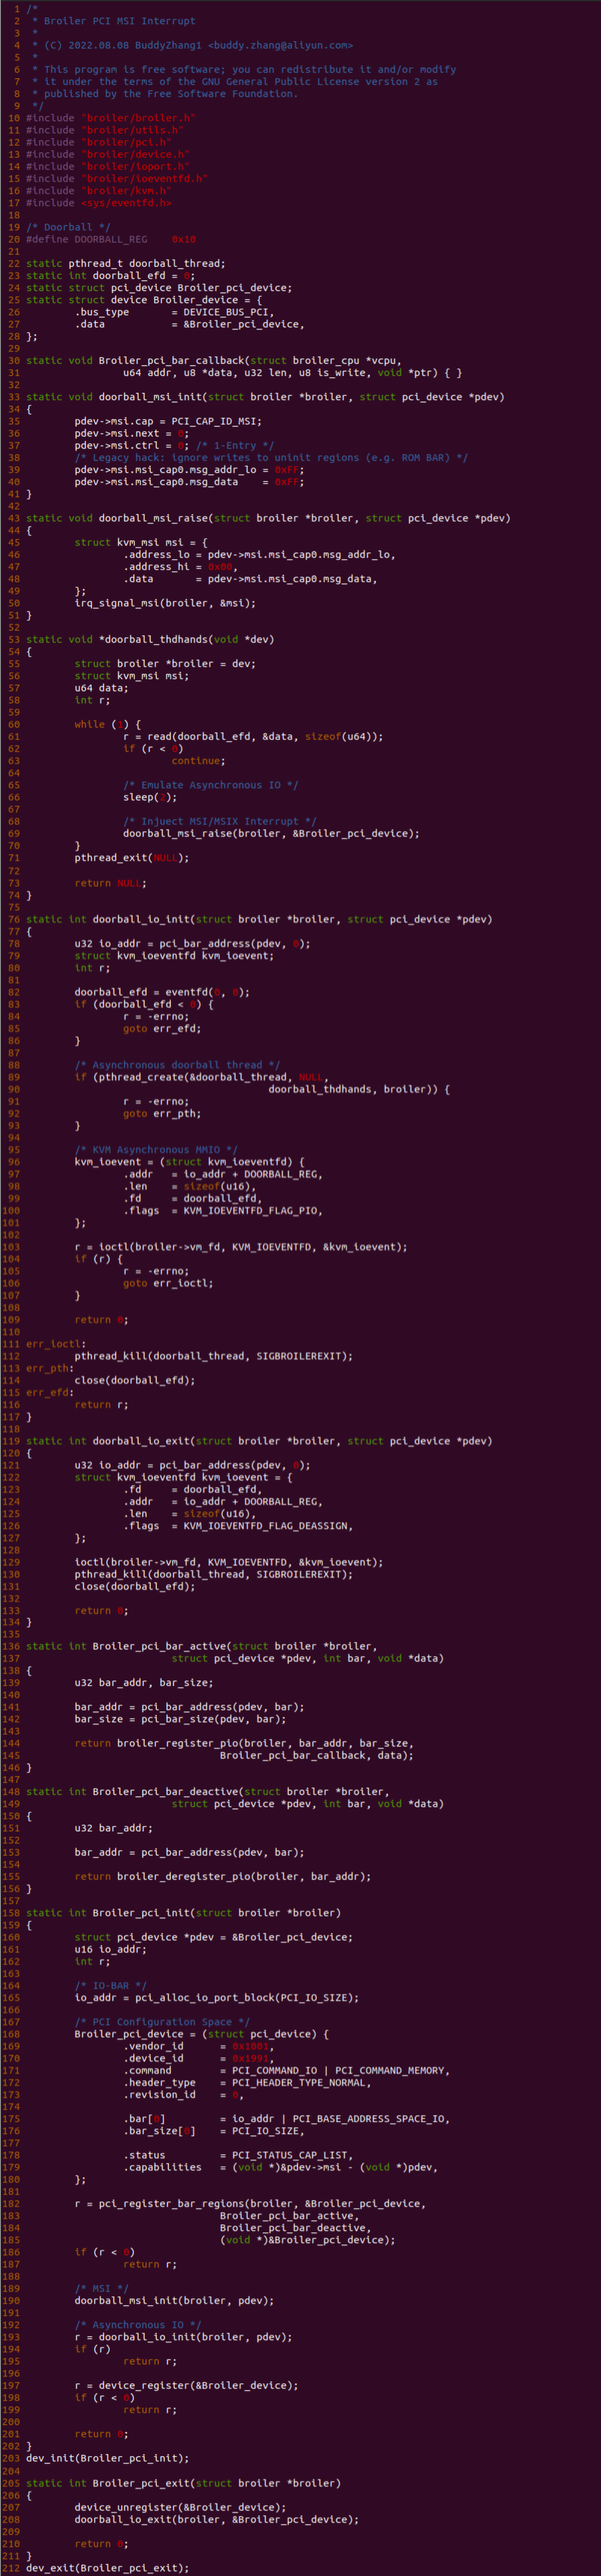 1 /*
2  * Broiler PCI MSI Interrupt
3  *
4  * (C) 2022.08.08 BuddyZhang1 <buddy.zhang@aliyun.com>
5  *
6  * This program is free software; you can redistribute it and/or modify
7  * it under the terms of the GNU General Public License version 2 as
8  * published by the Free Software Foundation.
9  */
10 #include "broiler/broiler.h"
11 #include "broiler/utils.h"
12 #include "broiler/pci.h"
13 #include "broiler/device.h"
14 #include "broiler/ioport.h"
15 #include "broiler/ioeventfd.h"
16 #include "broiler/kvm.h"
17 #include <sys/eventfd.h>
18
19 /* Doorball */
20 #define DOORBALL_REG    0x10
21
22 static pthread_t doorball_thread;
23 static int doorball_efd = 0;
24 static struct pci_device Broiler_pci_device;
25 static struct device Broiler_device = {
26         .bus_type       = DEVICE_BUS_PCI,
27         .data           = &Broiler_pci_device,
28 };
29
30 static void Broiler_pci_bar_callback(struct broiler_cpu *vcpu,
31                 u64 addr, u8 *data, u32 len, u8 is_write, void *ptr) { }
32
33 static void doorball_msi_init(struct broiler *broiler, struct pci_device *pdev)
34 {
35         pdev->msi.cap = PCI_CAP_ID_MSI;
36         pdev->msi.next = 0;
37         pdev->msi.ctrl = 0; /* 1-Entry */
38         /* Legacy hack: ignore writes to uninit regions (e.g. ROM BAR) */
39         pdev->msi.msi_cap0.msg_addr_lo = 0xFF;
40         pdev->msi.msi_cap0.msg_data    = 0xFF;
41 }
42
43 static void doorball_msi_raise(struct broiler *broiler, struct pci_device *pdev)
44 {
45         struct kvm_msi msi = {
46                 .address_lo = pdev->msi.msi_cap0.msg_addr_lo,
47                 .address_hi = 0x00,
48                 .data       = pdev->msi.msi_cap0.msg_data,
49         };
50         irq_signal_msi(broiler, &msi);
51 }
52
53 static void *doorball_thdhands(void *dev)
54 {
55         struct broiler *broiler = dev;
56         struct kvm_msi msi;
57         u64 data;
58         int r;
59
60         while (1) {
61                 r = read(doorball_efd, &data, sizeof(u64));
62                 if (r < 0)
63                         continue;
64
65                 /* Emulate Asynchronous IO */
66                 sleep(2);
67
68                 /* Injuect MSI/MSIX Interrupt */
69                 doorball_msi_raise(broiler, &Broiler_pci_device);
70         }
71         pthread_exit(NULL);
72
73         return NULL;
74 }
75
76 static int doorball_io_init(struct broiler *broiler, struct pci_device *pdev)
77 {
78         u32 io_addr = pci_bar_address(pdev, 0);
79         struct kvm_ioeventfd kvm_ioevent;
80         int r;
81
82         doorball_efd = eventfd(0, 0);
83         if (doorball_efd < 0) {
84                 r = -errno;
85                 goto err_efd;
86         }
87
88         /* Asynchronous doorball thread */
89         if (pthread_create(&doorball_thread, NULL,
90                                         doorball_thdhands, broiler)) {
91                 r = -errno;
92                 goto err_pth;
93         }
94
95         /* KVM Asynchronous MMIO */
96         kvm_ioevent = (struct kvm_ioeventfd) {
97                 .addr   = io_addr + DOORBALL_REG,
98                 .len    = sizeof(u16),
99                 .fd     = doorball_efd,
100                 .flags  = KVM_IOEVENTFD_FLAG_PIO,
101         };
102
103         r = ioctl(broiler->vm_fd, KVM_IOEVENTFD, &kvm_ioevent);
104         if (r) {
105                 r = -errno;
106                 goto err_ioctl;
107         }
108
109         return 0;
110
111 err_ioctl:
112         pthread_kill(doorball_thread, SIGBROILEREXIT);
113 err_pth:
114         close(doorball_efd);
115 err_efd:
116         return r;
117 }
118
119 static int doorball_io_exit(struct broiler *broiler, struct pci_device *pdev)
120 {
121         u32 io_addr = pci_bar_address(pdev, 0);
122         struct kvm_ioeventfd kvm_ioevent = {
123                 .fd     = doorball_efd,
124                 .addr   = io_addr + DOORBALL_REG,
125                 .len    = sizeof(u16),
126                 .flags  = KVM_IOEVENTFD_FLAG_DEASSIGN,
127         };
128
129         ioctl(broiler->vm_fd, KVM_IOEVENTFD, &kvm_ioevent);
130         pthread_kill(doorball_thread, SIGBROILEREXIT);
131         close(doorball_efd);
132
133         return 0;
134 }
135
136 static int Broiler_pci_bar_active(struct broiler *broiler,
137                         struct pci_device *pdev, int bar, void *data)
138 {
139         u32 bar_addr, bar_size;
140
141         bar_addr = pci_bar_address(pdev, bar);
142         bar_size = pci_bar_size(pdev, bar);
143
144         return broiler_register_pio(broiler, bar_addr, bar_size,
145                                 Broiler_pci_bar_callback, data);
146 }
147
148 static int Broiler_pci_bar_deactive(struct broiler *broiler,
149                         struct pci_device *pdev, int bar, void *data)
150 {
151         u32 bar_addr;
152
153         bar_addr = pci_bar_address(pdev, bar);
154
155         return broiler_deregister_pio(broiler, bar_addr);
156 }
157
158 static int Broiler_pci_init(struct broiler *broiler)
159 {
160         struct pci_device *pdev = &Broiler_pci_device;
161         u16 io_addr;
162         int r;
163
164         /* IO-BAR */
165         io_addr = pci_alloc_io_port_block(PCI_IO_SIZE);
166
167         /* PCI Configuration Space */
168         Broiler_pci_device = (struct pci_device) {
169                 .vendor_id      = 0x1001,
170                 .device_id      = 0x1991,
171                 .command        = PCI_COMMAND_IO | PCI_COMMAND_MEMORY,
172                 .header_type    = PCI_HEADER_TYPE_NORMAL,
173                 .revision_id    = 0,
174
175                 .bar[0]         = io_addr | PCI_BASE_ADDRESS_SPACE_IO,
176                 .bar_size[0]    = PCI_IO_SIZE,
177
178                 .status         = PCI_STATUS_CAP_LIST,
179                 .capabilities   = (void *)&pdev->msi - (void *)pdev,
180         };
181
182         r = pci_register_bar_regions(broiler, &Broiler_pci_device,
183                                 Broiler_pci_bar_active,
184                                 Broiler_pci_bar_deactive,
185                                 (void *)&Broiler_pci_device);
186         if (r < 0)
187                 return r;
188
189         /* MSI */
190         doorball_msi_init(broiler, pdev);
191
192         /* Asynchronous IO */
193         r = doorball_io_init(broiler, pdev);
194         if (r)
195                 return r;
196
197         r = device_register(&Broiler_device);
198         if (r < 0)
199                 return r;
200
201         return 0;
202 }
203 dev_init(Broiler_pci_init);
204
205 static int Broiler_pci_exit(struct broiler *broiler)
206 {
207         device_unregister(&Broiler_device);
208         doorball_io_exit(broiler, &Broiler_pci_device);
209
210         return 0;
211 }
212 dev_exit(Broiler_pci_exit);